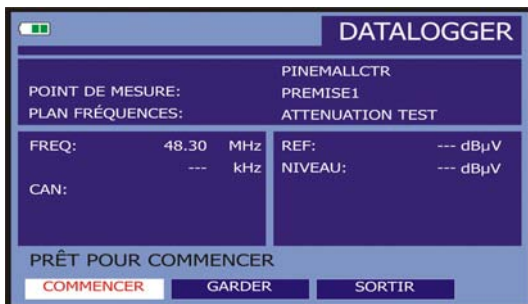 DATALOGGER
PINEMALLCTR
POINT DE MESURE: PREMISE1
PLAN FRÉQUENCES: ATTENUATION TEST
FREQ: 48.30 MHz
--- kHz
CAN:
REF: --- dBµV
NIVEAU: --- dBµV
PRÊT POUR COMMENCER
COMMENCER GARDER SORTIR